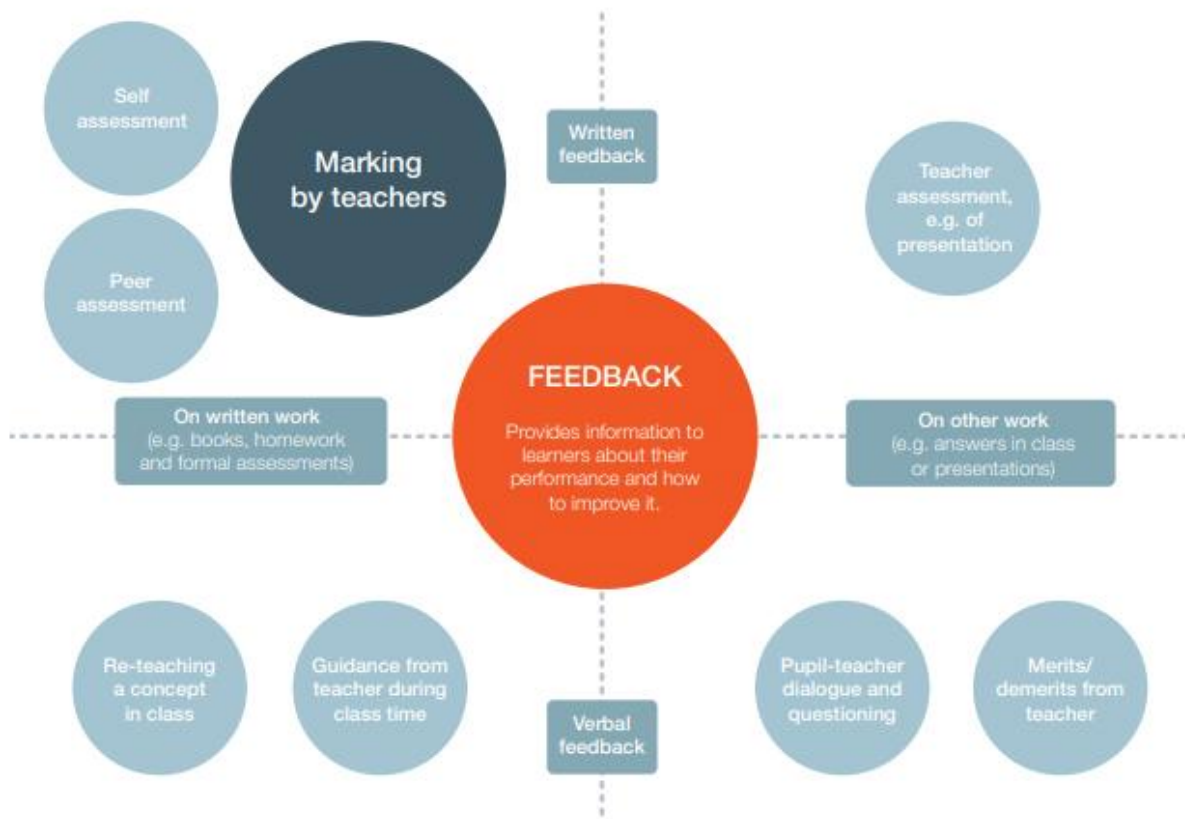 Self
assessment
Marking
by teachers
Written
feedback
Teacher
assessment,
e.g. of
presentation
Peer
assessment
FEEDBACK
Provides information to
learners about their
performance and how
to improve it.
On written work
(e.g. books, homework
and formal assessments)
On other work
(e.g. answers in class
or presentations)
Re-teaching
a concept
in class
Guidance from
teacher during
class time
Verbal
feedback
Pupil-teacher
dialogue and
questioning
Merits/
demerits from
teacher